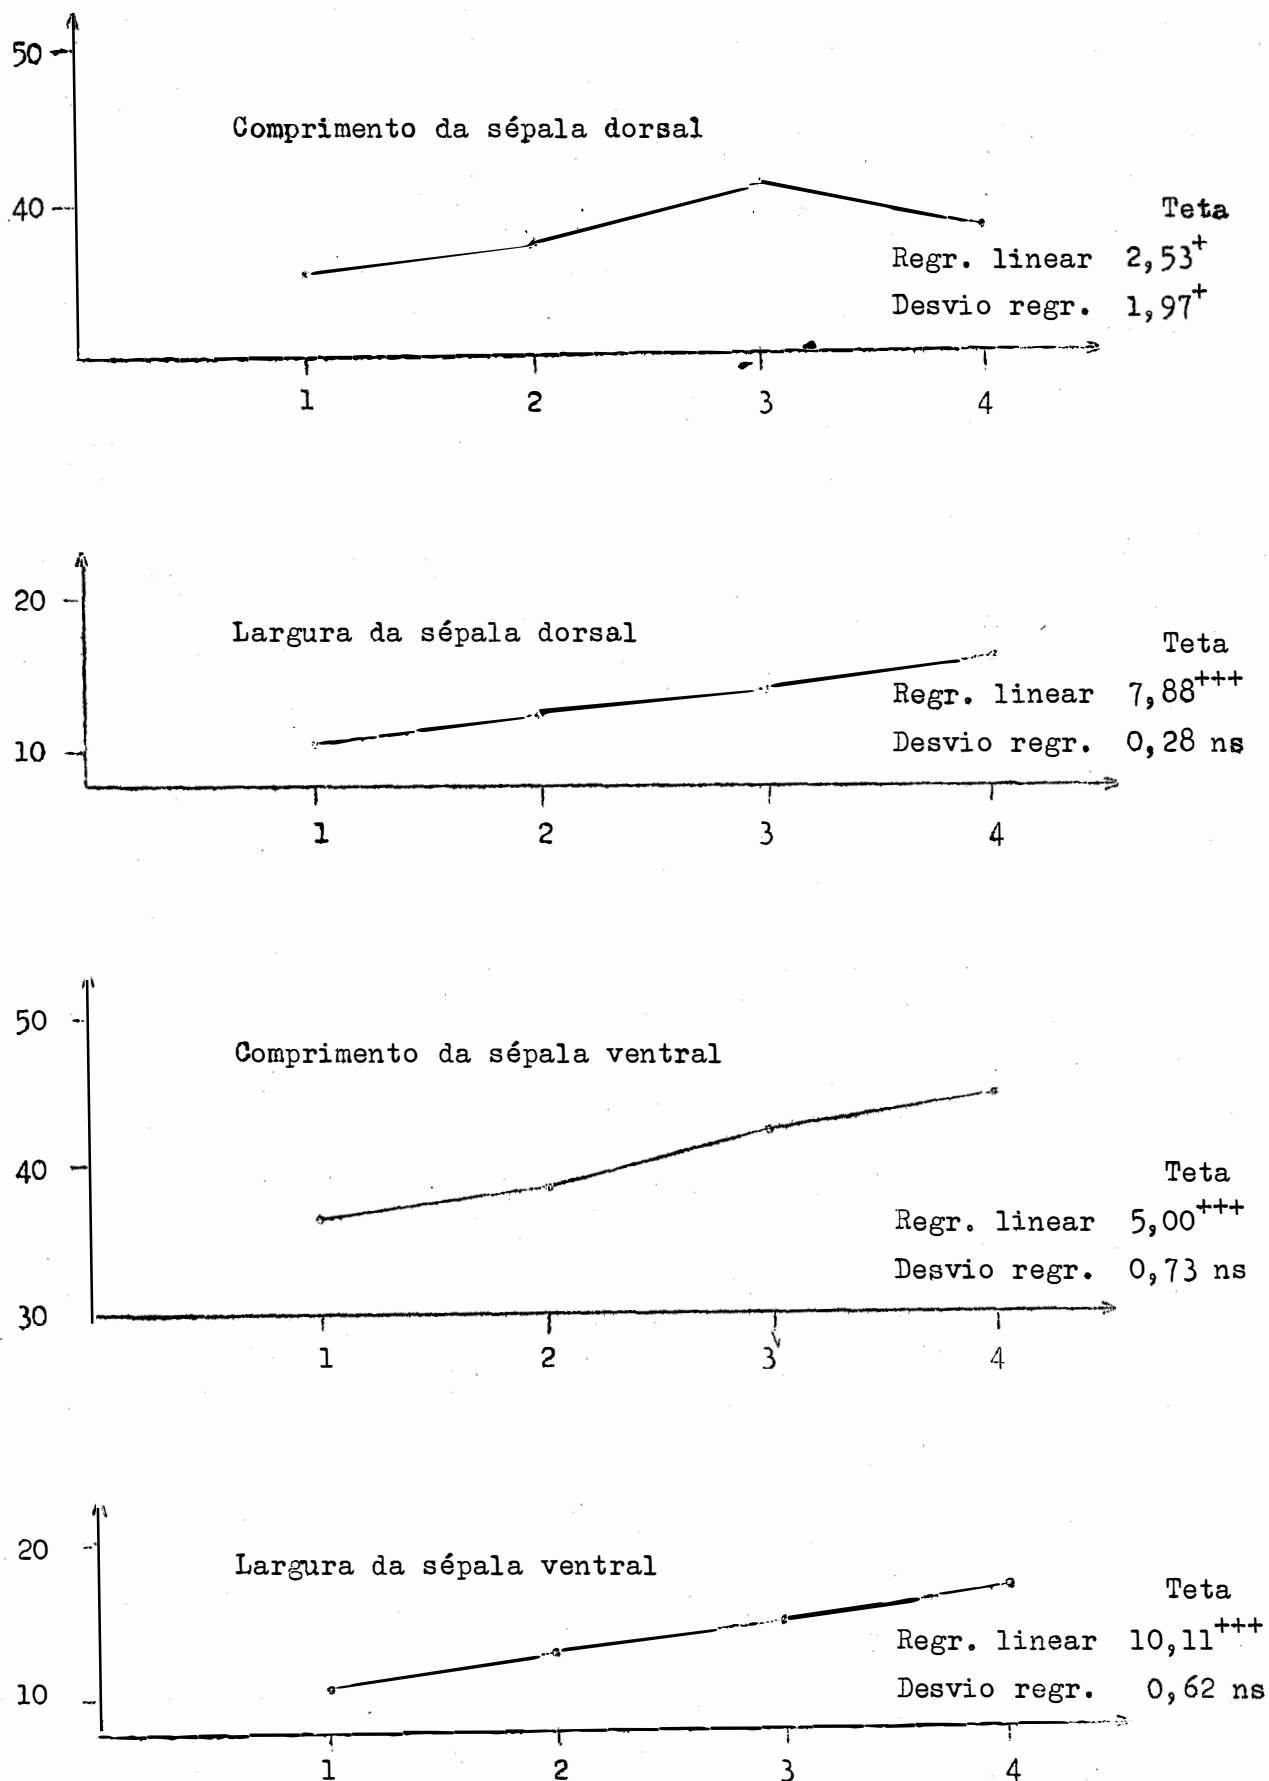 50
Comprimento da sépala dorsal
40
Teta
Regr. linear 2,53+
Desvio regr. 1,97+
1 2 3 4
20
Largura da sépala dorsal
Teta
Regr. linear 7,88+++
10
Desvio regr. 0,28 ns
1 2 3 4
50
Comprimento da sépala ventral
40
Teta
Regr. linear 5,00+++
Desvio regr. 0,73 ns
30
1 2 3 4
20
Largura da sépala ventral
Teta
Regr. linear 10,11+++
10
Desvio regr. 0,62 ns
1 2 3 4